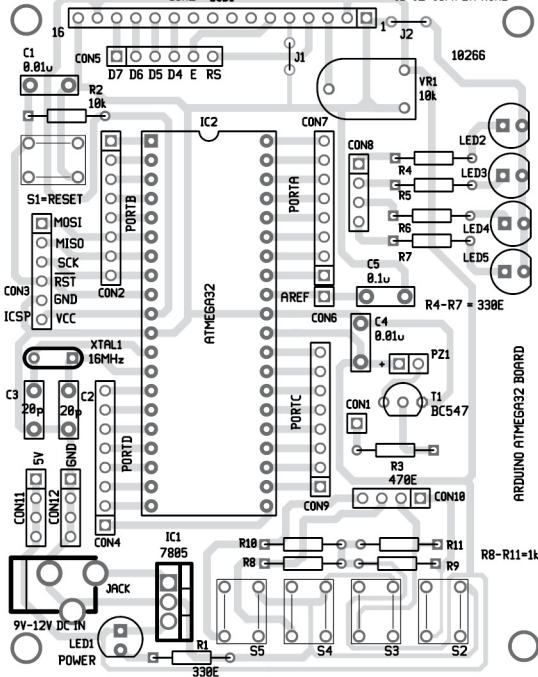 16
1
J2
CON5
D7 D6 D5 D4 E RS
J1
10266
C1
0.01u
R2
10k
VR1
10k
IC2
CON7
CON8
LED2
R4
LED3
R5
S1=RESET
PORTB
PORTA
R6
LED4
R7
LED5
MOSI
MISO
SCK
RST
GND
VCC
CON3
ICSP
CON2
ATMEGA32
C5
0.1u
AREF
CON6
R4-R7 = 330E
C4
0.01u
XTAL1
16MHz
+
PZ1
C3
20p
20p
C2
T1
BC547
CON1
PORTC
PORTD
ARDUINO ATMEGA32 BOARD
R3
470E
5V
GND
CON11
CON12
CON10
CON9
CON4
IC1
7805
R10
R11
R8
R9
R8-R11=1k
JACK
9V-12V DC IN
LED1
POWER
R1
330E
S5
S4
S3
S2